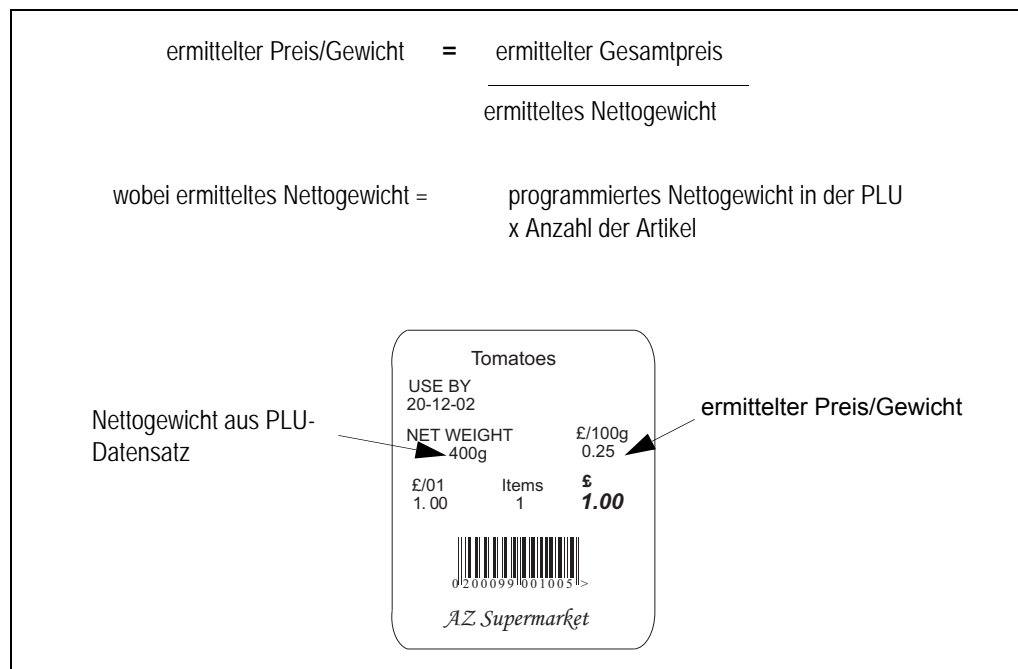 ermittelter Preis/Gewicht = ermittelter Gesamtpreis
ermitteltes Nettogewicht
wobei ermitteltes Nettogewicht = programmiertes Nettogewicht in der PLU
x Anzahl der Artikel
Tomatoes
USE BY
20-12-02
Nettogewicht aus PLU-
Datensatz
ermittelter Preis/Gewicht
NET WEIGHT £/100g
400g 0.25
£/01 Items £
1. 00 1 1.00
0200099 001005 >
AZ Supermarket